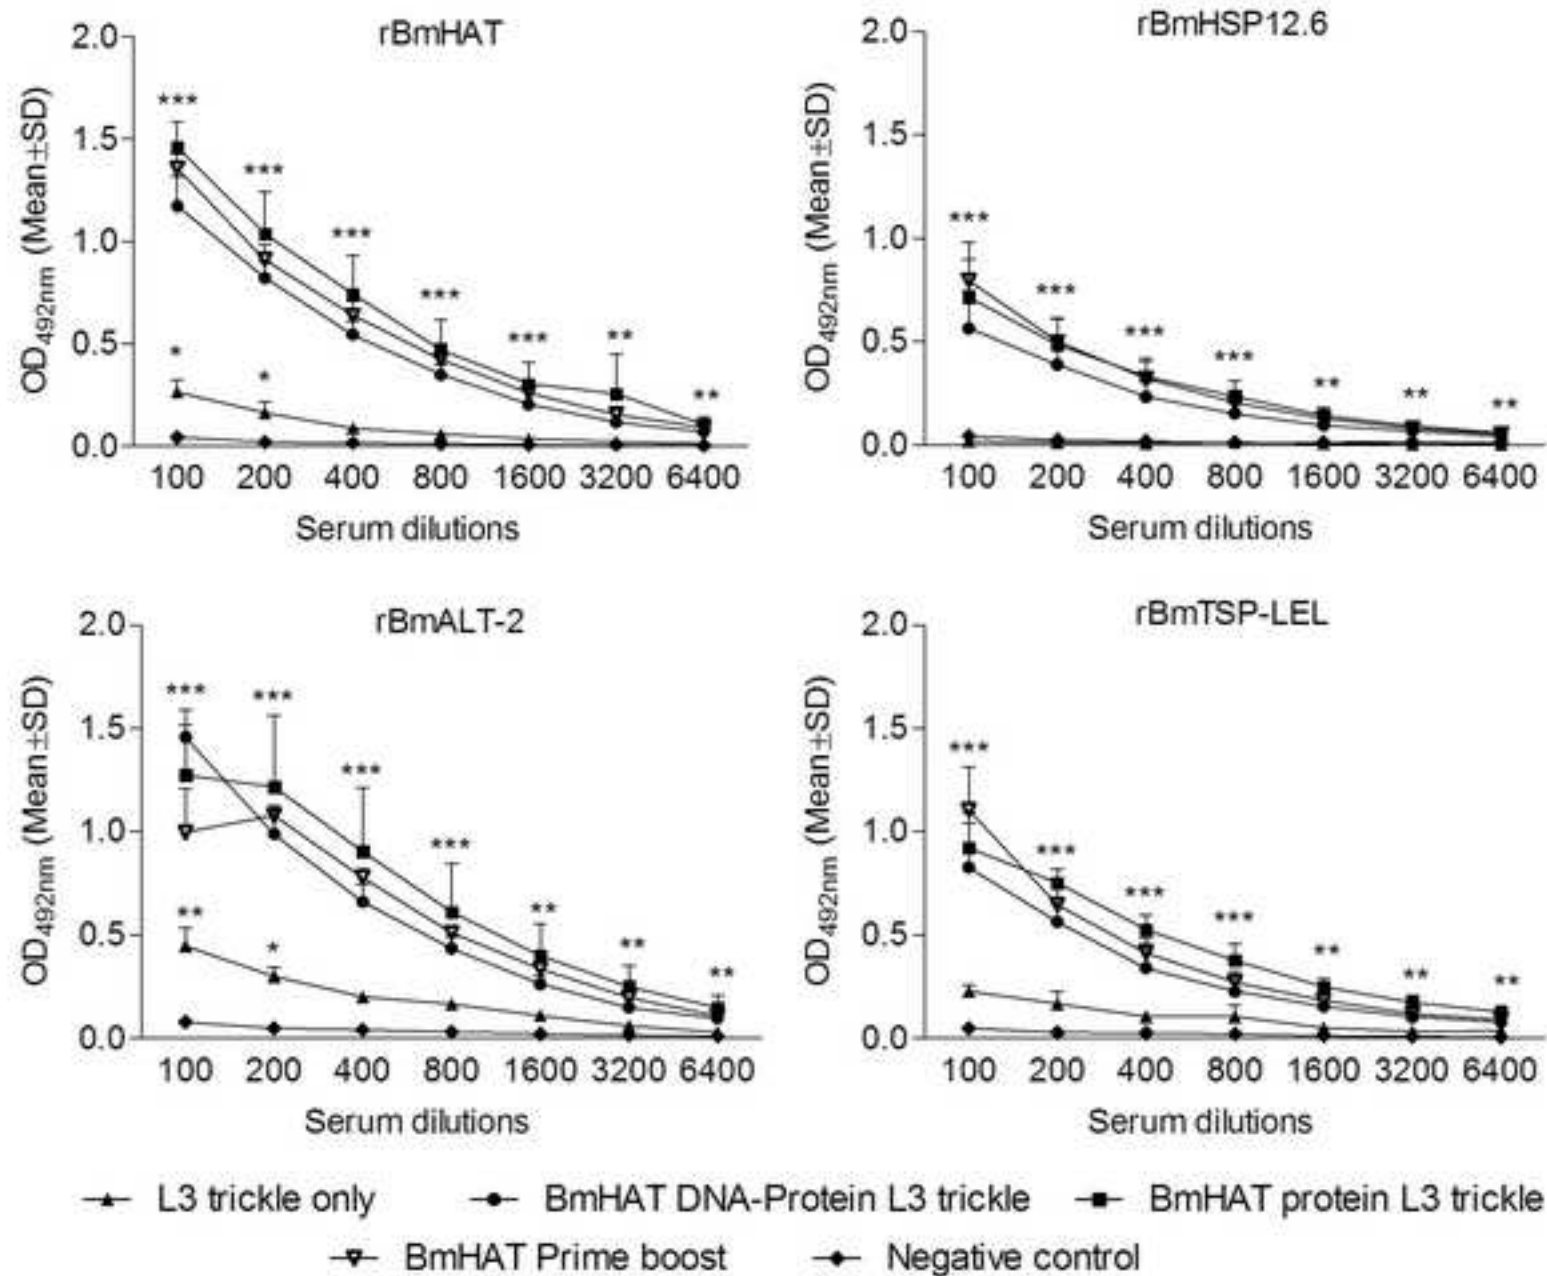 rBmHAT
2.0
1.5
1.0
0.5
0.0
OD492nm (Mean±SD)
***
***
***
***
***
**
**
*
*
100 200 400 800 1600 3200 6400
Serum dilutions
rBmHSP12.6
2.0
1.5
1.0
0.5
0.0
OD492nm (Mean±SD)
***
***
***
***
**
**
**
100 200 400 800 1600 3200 6400
Serum dilutions
rBmALT-2
2.0
1.5
1.0
0.5
0.0
OD492nm (Mean±SD)
***
***
***
***
**
**
**
**
*
100 200 400 800 1600 3200 6400
Serum dilutions
rBmTSP-LEL
2.0
1.5
1.0
0.5
0.0
OD492nm (Mean±SD)
***
***
***
***
**
**
**
100 200 400 800 1600 3200 6400
Serum dilutions
L3 trickle only
BmHAT DNA-Protein L3 trickle
BmHAT protein L3 trickle
BmHAT Prime boost
Negative control